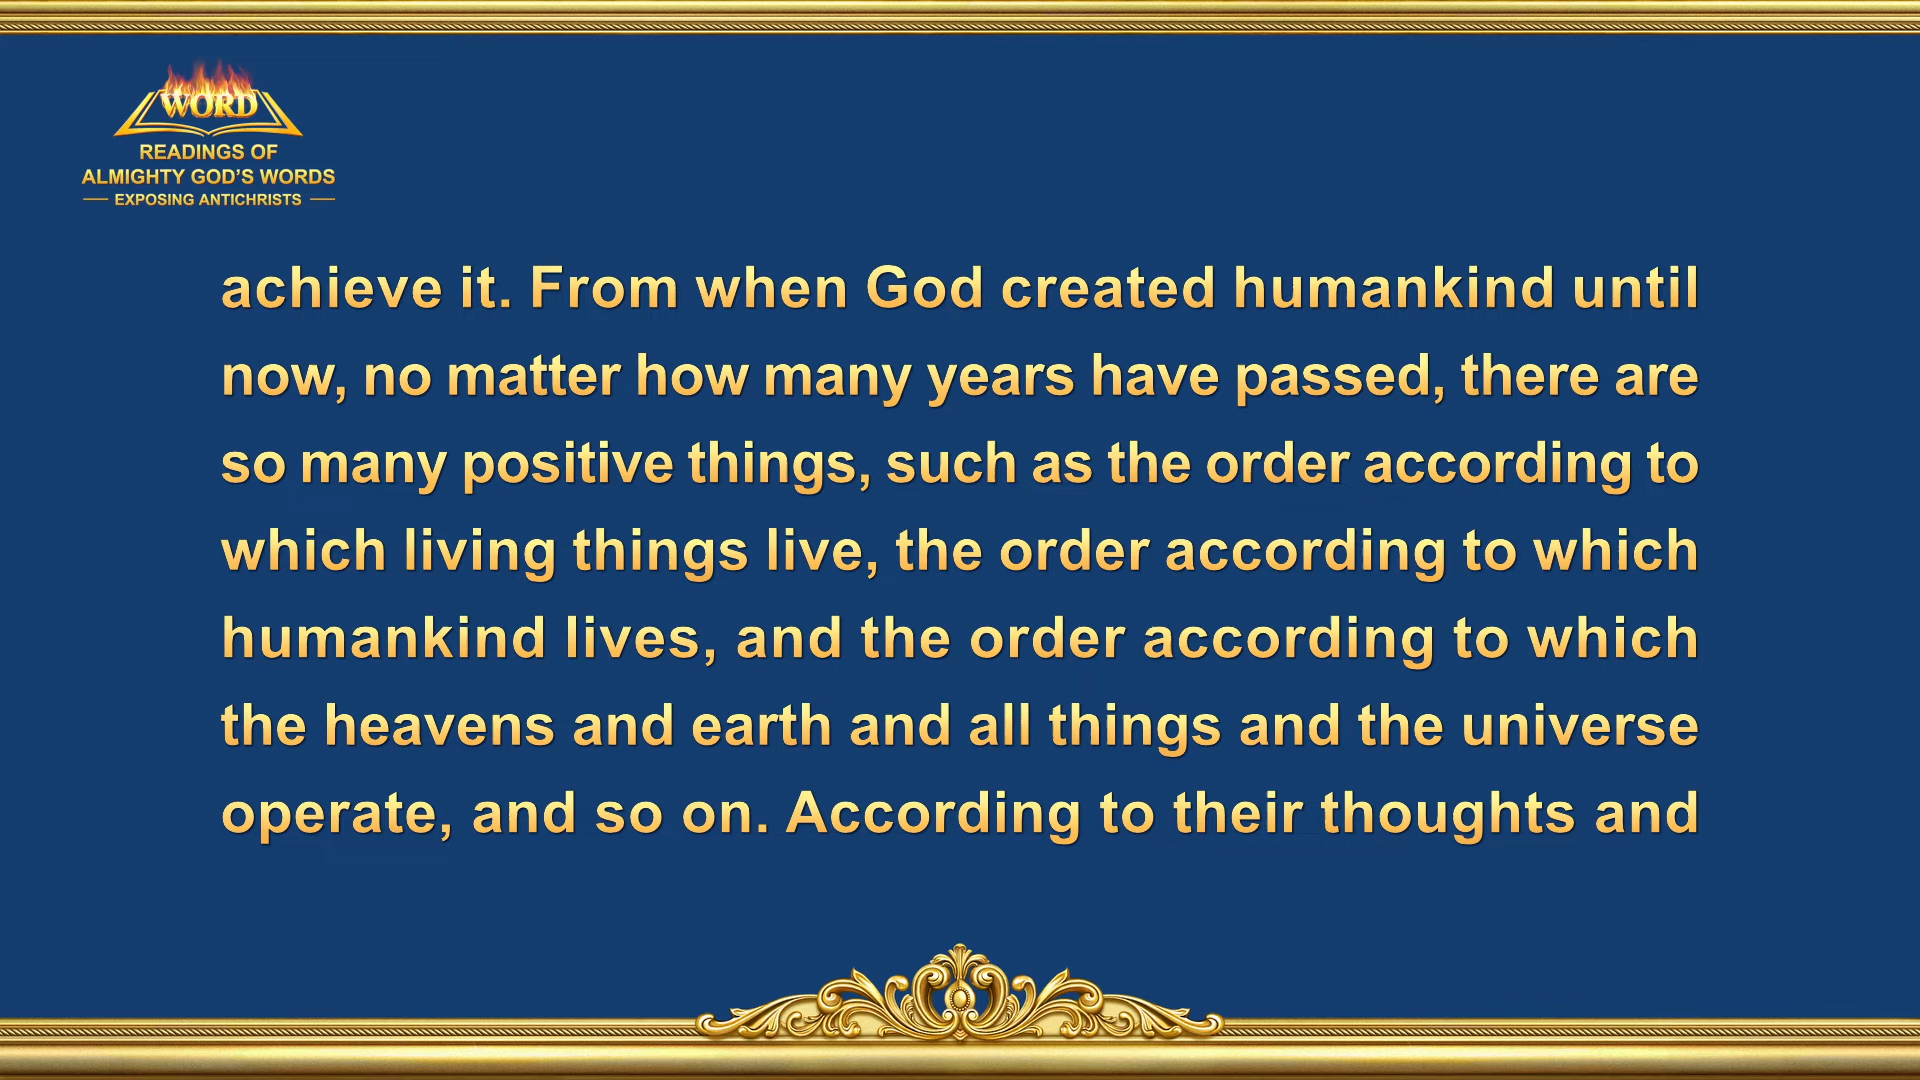 WORD
READINGS OF
ALMIGHTY GOD'S WORDS
EXPOSING ANTICHRISTS
achieve it. From when God created humankind until
now, no matter how many years have passed, there are
so many positive things, such as the order according to
which living things live, the order according to which
humankind lives, and the order according to which
the heavens and earth and all things and the universe
operate, and so on. According to their thoughts and